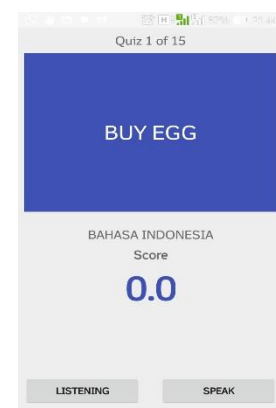 Quiz 1 of 15
BUY EGG
BAHASA INDONESIA
Score
0.0
LISTENING
SPEAK